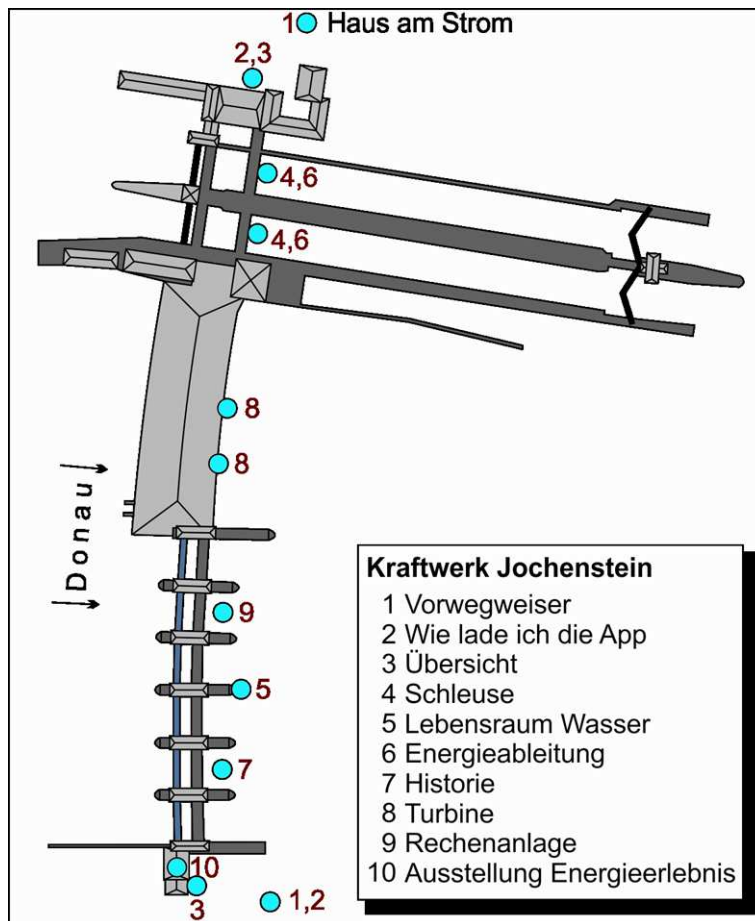 1 Haus am Strom
2,3
4,6
4,6
8
8
Donau
9
5
7
10
3
1,2
Kraftwerk Jochenstein
1 Vorwegweiser
2 Wie lade ich die App
3 Übersicht
4 Schleuse
5 Lebensraum Wasser
6 Energieableitung
7 Historie
8 Turbine
9 Rechenanlage
10 Ausstellung Energieerlebnis